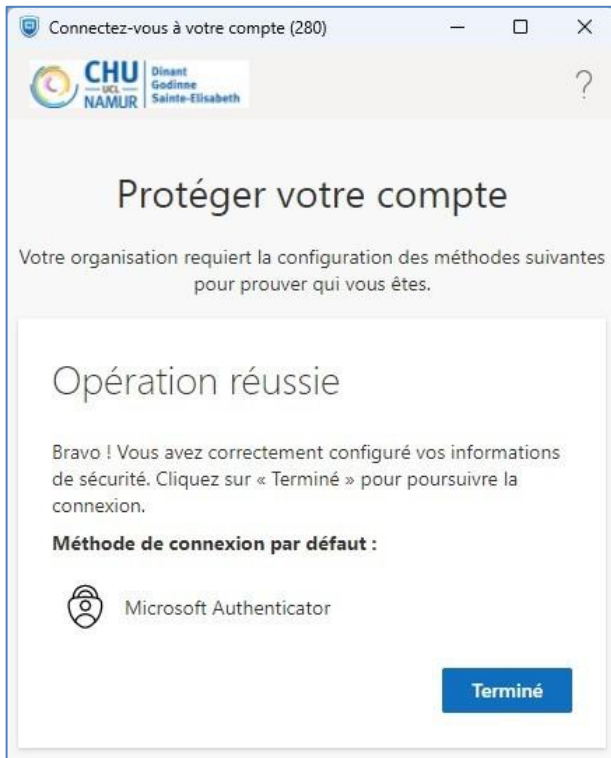 Connectez-vous à votre compte (280)
CHU
UCL
NAMUR
Dinant
Godinne
Sainte-Elisabeth
?
Protéger votre compte
Votre organisation requiert la configuration des méthodes suivantes
pour prouver qui vous êtes.
Opération réussie
Bravo ! Vous avez correctement configuré vos informations
de sécurité. Cliquez sur « Terminé » pour poursuivre la
connexion.
Méthode de connexion par défaut :
Microsoft Authenticator
Terminé